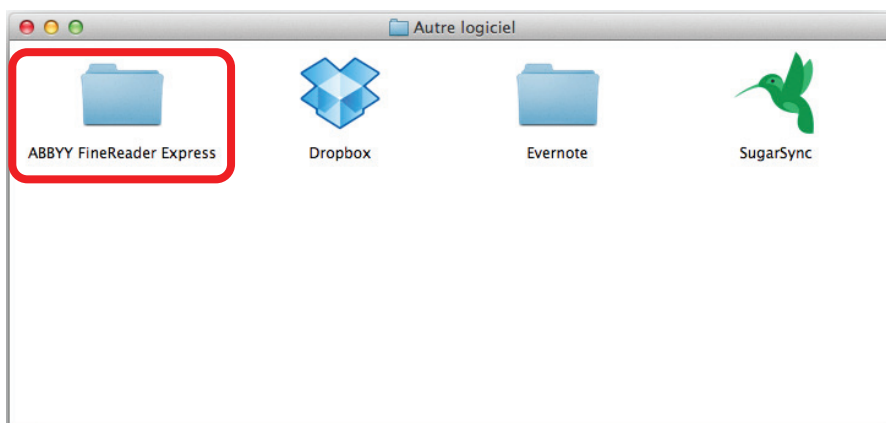 Autre logiciel
ABBYY FineReader Express
Dropbox
Evernote
SugarSync